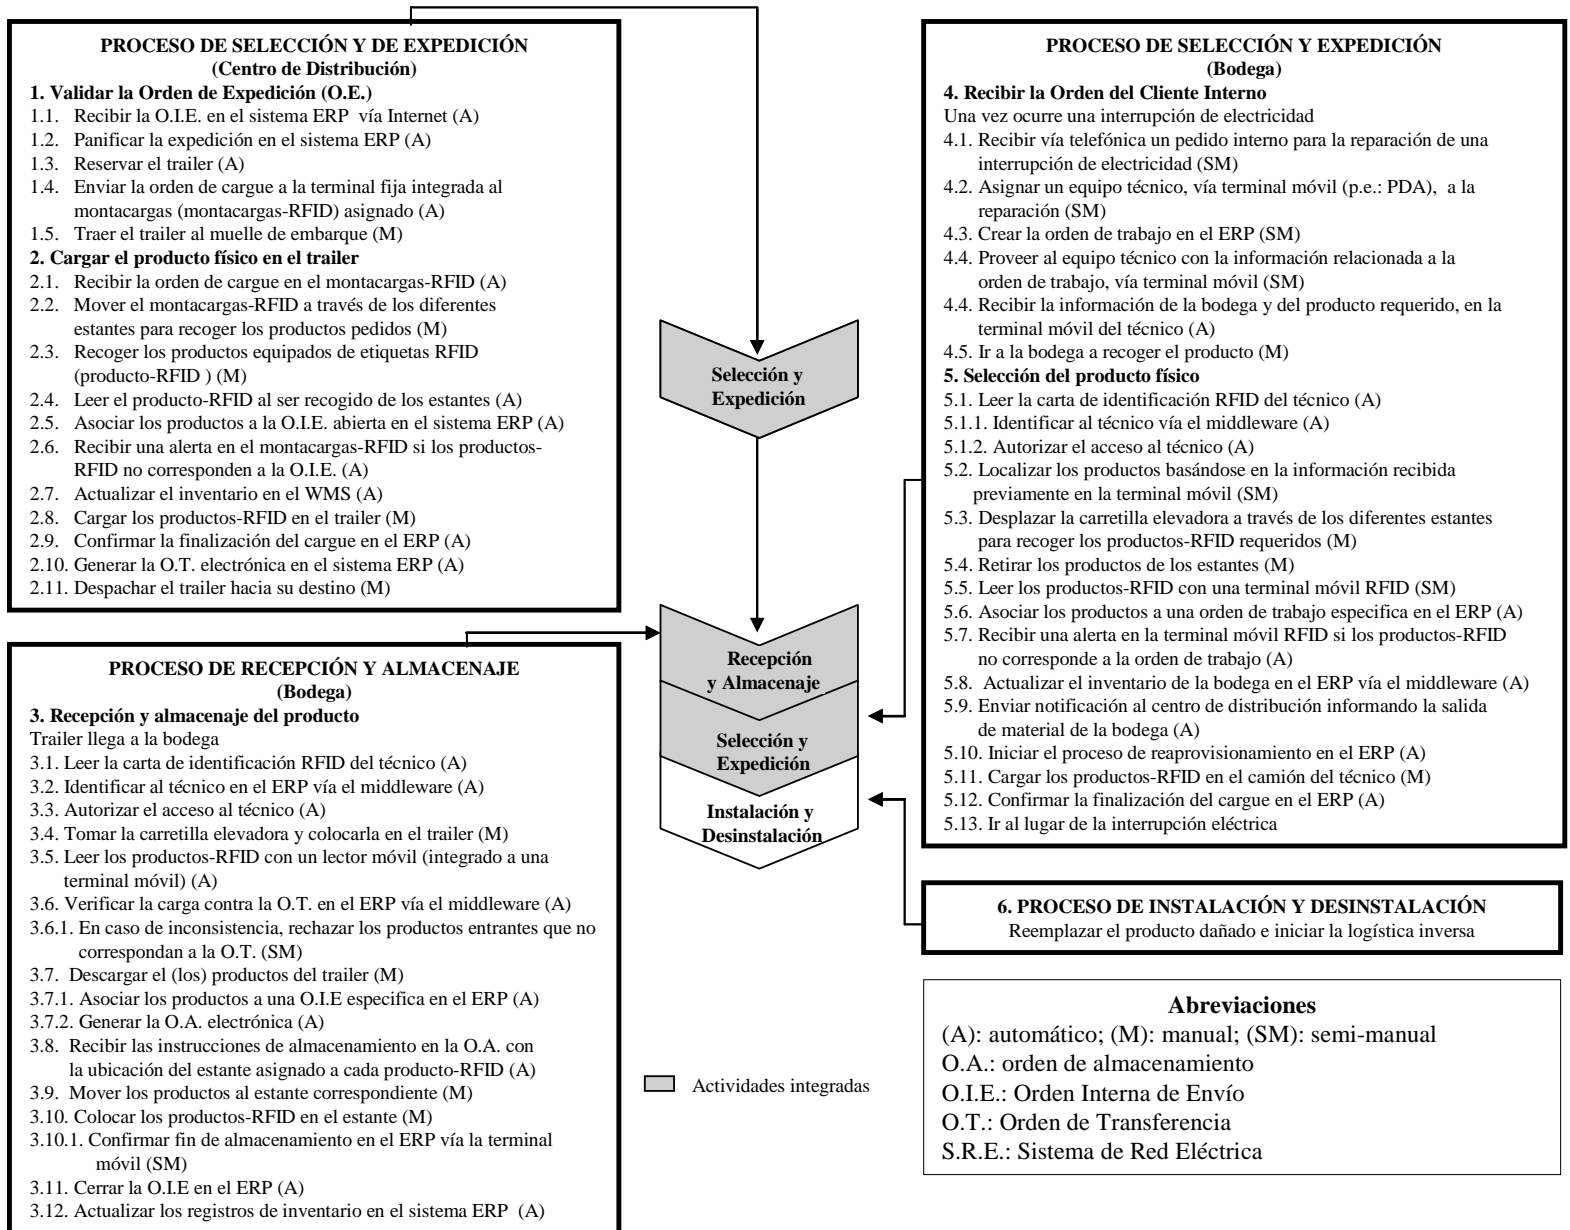 PROCESO DE SELECCIÓN Y DE EXPEDICIÓN
(Centro de Distribución)
1. Validar la Orden de Expedición (O.E.)
1.1. Recibir la O.I.E. en el sistema ERP vía Internet (A)
1.2. Panificar la expedición en el sistema ERP (A)
1.3. Reservar el trailer (A)
1.4. Enviar la orden de cargue a la terminal fija integrada al
montacargas (montacargas-RFID) asignado (A)
1.5. Traer el trailer al muelle de embarque (M)
2. Cargar el producto físico en el trailer
2.1. Recibir la orden de cargue en el montacargas-RFID (A)
2.2. Mover el montacargas-RFID a través de los diferentes
estantes para recoger los productos pedidos (M)
2.3. Recoger los productos equipados de etiquetas RFID
(producto-RFID ) (M)
2.4. Leer el producto-RFID al ser recogido de los estantes (A)
2.5. Asociar los productos a la O.I.E. abierta en el sistema ERP (A)
2.6. Recibir una alerta en el montacargas-RFID si los productos-
RFID no corresponden a la O.I.E. (A)
2.7. Actualizar el inventario en el WMS (A)
2.8. Cargar los productos-RFID en el trailer (M)
2.9. Confirmar la finalización del cargue en el ERP (A)
2.10. Generar la O.T. electrónica en el sistema ERP (A)
2.11. Despachar el trailer hacia su destino (M)
PROCESO DE RECEPCIÓN Y ALMACENAJE
(Bodega)
3. Recepción y almacenaje del producto
Trailer llega a la bodega
3.1. Leer la carta de identificación RFID del técnico (A)
3.2. Identificar al técnico en el ERP vía el middleware (A)
3.3. Autorizar el acceso al técnico (A)
3.4. Tomar la carretilla elevadora y colocarla en el trailer (M)
3.5. Leer los productos-RFID con un lector móvil (integrado a una
terminal móvil) (A)
3.6. Verificar la carga contra la O.T. en el ERP vía el middleware (A)
3.6.1. En caso de inconsistencia, rechazar los productos entrantes que no
correspondan a la O.T. (SM)
3.7. Descargar el (los) productos del trailer (M)
3.7.1. Asociar los productos a una O.I.E especifica en el ERP (A)
3.7.2. Generar la O.A. electrónica (A)
3.8. Recibir las instrucciones de almacenamiento en la O.A. con
la ubicación del estante asignado a cada producto-RFID (A)
3.9. Mover los productos al estante correspondiente (M)
3.10. Colocar los productos-RFID en el estante (M)
3.10.1. Confirmar fin de almacenamiento en el ERP vía la terminal
móvil (SM)
3.11. Cerrar la O.I.E en el ERP (A)
3.12. Actualizar los registros de inventario en el sistema ERP (A)
Selección y
Expedición
Recepción
y Almacenaje
Selección y
Expedición
Instalación y
Desinstalación
Actividades integradas
PROCESO DE SELECCIÓN Y EXPEDICIÓN
(Bodega)
4. Recibir la Orden del Cliente Interno
Una vez ocurre una interrupción de electricidad
4.1. Recibir vía telefónica un pedido interno para la reparación de una
interrupción de electricidad (SM)
4.2. Asignar un equipo técnico, vía terminal móvil (p.e.: PDA), a la
reparación (SM)
4.3. Crear la orden de trabajo en el ERP (SM)
4.4. Proveer al equipo técnico con la información relacionada a la
orden de trabajo, vía terminal móvil (SM)
4.4. Recibir la información de la bodega y del producto requerido, en la
terminal móvil del técnico (A)
4.5. Ir a la bodega a recoger el producto (M)
5. Selección del producto físico
5.1. Leer la carta de identificación RFID del técnico (A)
5.1.1. Identificar al técnico vía el middleware (A)
5.1.2. Autorizar el acceso al técnico (A)
5.2. Localizar los productos basándose en la información recibida
previamente en la terminal móvil (SM)
5.3. Desplazar la carretilla elevadora a través de los diferentes estantes
para recoger los productos-RFID requeridos (M)
5.4. Retirar los productos de los estantes (M)
5.5. Leer los productos-RFID con una terminal móvil RFID (SM)
5.6. Asociar los productos a una orden de trabajo especifica en el ERP (A)
5.7. Recibir una alerta en la terminal móvil RFID si los productos-RFID
no corresponde a la orden de trabajo (A)
5.8. Actualizar el inventario de la bodega en el ERP vía el middleware (A)
5.9. Enviar notificación al centro de distribución informando la salida
de material de la bodega (A)
5.10. Iniciar el proceso de reaprovisionamiento en el ERP (A)
5.11. Cargar los productos-RFID en el camión del técnico (M)
5.12. Confirmar la finalización del cargue en el ERP (A)
5.13. Ir al lugar de la interrupción eléctrica
6. PROCESO DE INSTALACIÓN Y DESINSTALACIÓN
Reemplazar el producto dañado e iniciar la logística inversa
Abreviaciones
(A): automático; (M): manual; (SM): semi-manual
O.A.: orden de almacenamiento
O.I.E.: Orden Interna de Envío
O.T.: Orden de Transferencia
S.R.E.: Sistema de Red Eléctrica